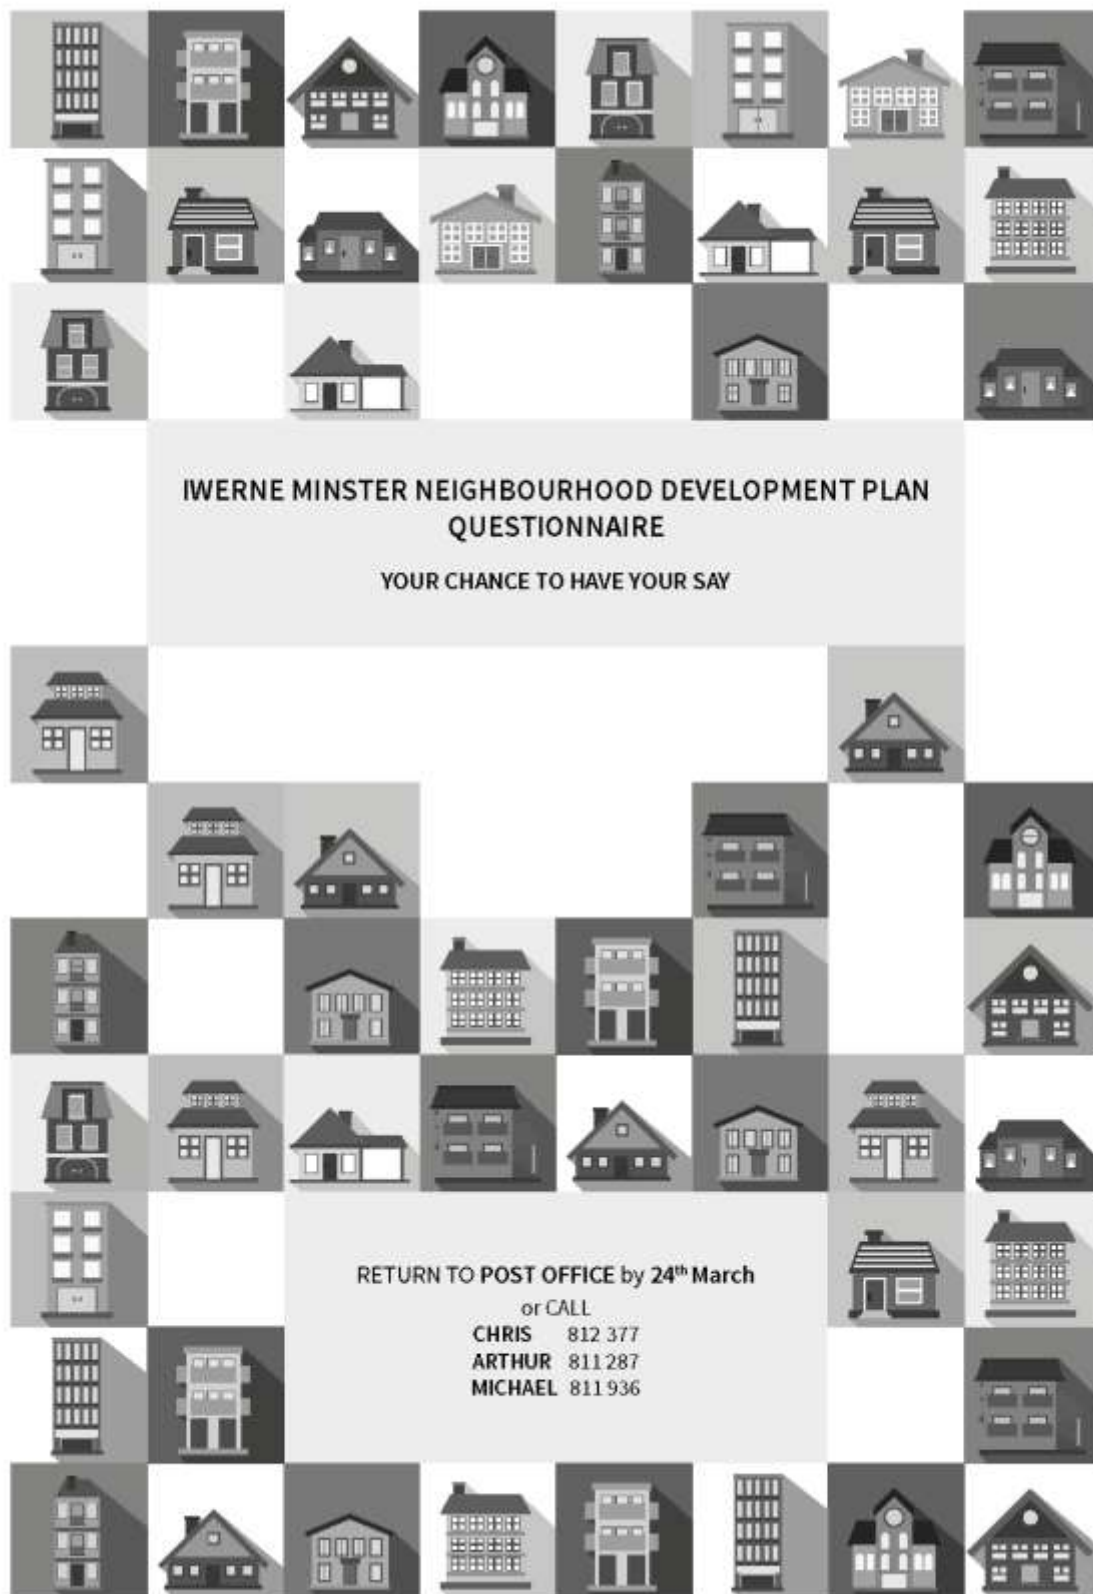 IWERNE MINSTER NEIGHBOURHOOD DEVELOPMENT PLAN
QUESTIONNAIRE
YOUR CHANCE TO HAVE YOUR SAY
RETURN TO POST OFFICE by 24th March
or CALL
CHRIS 812 377
ARTHUR 811 287
MICHAEL 811 936